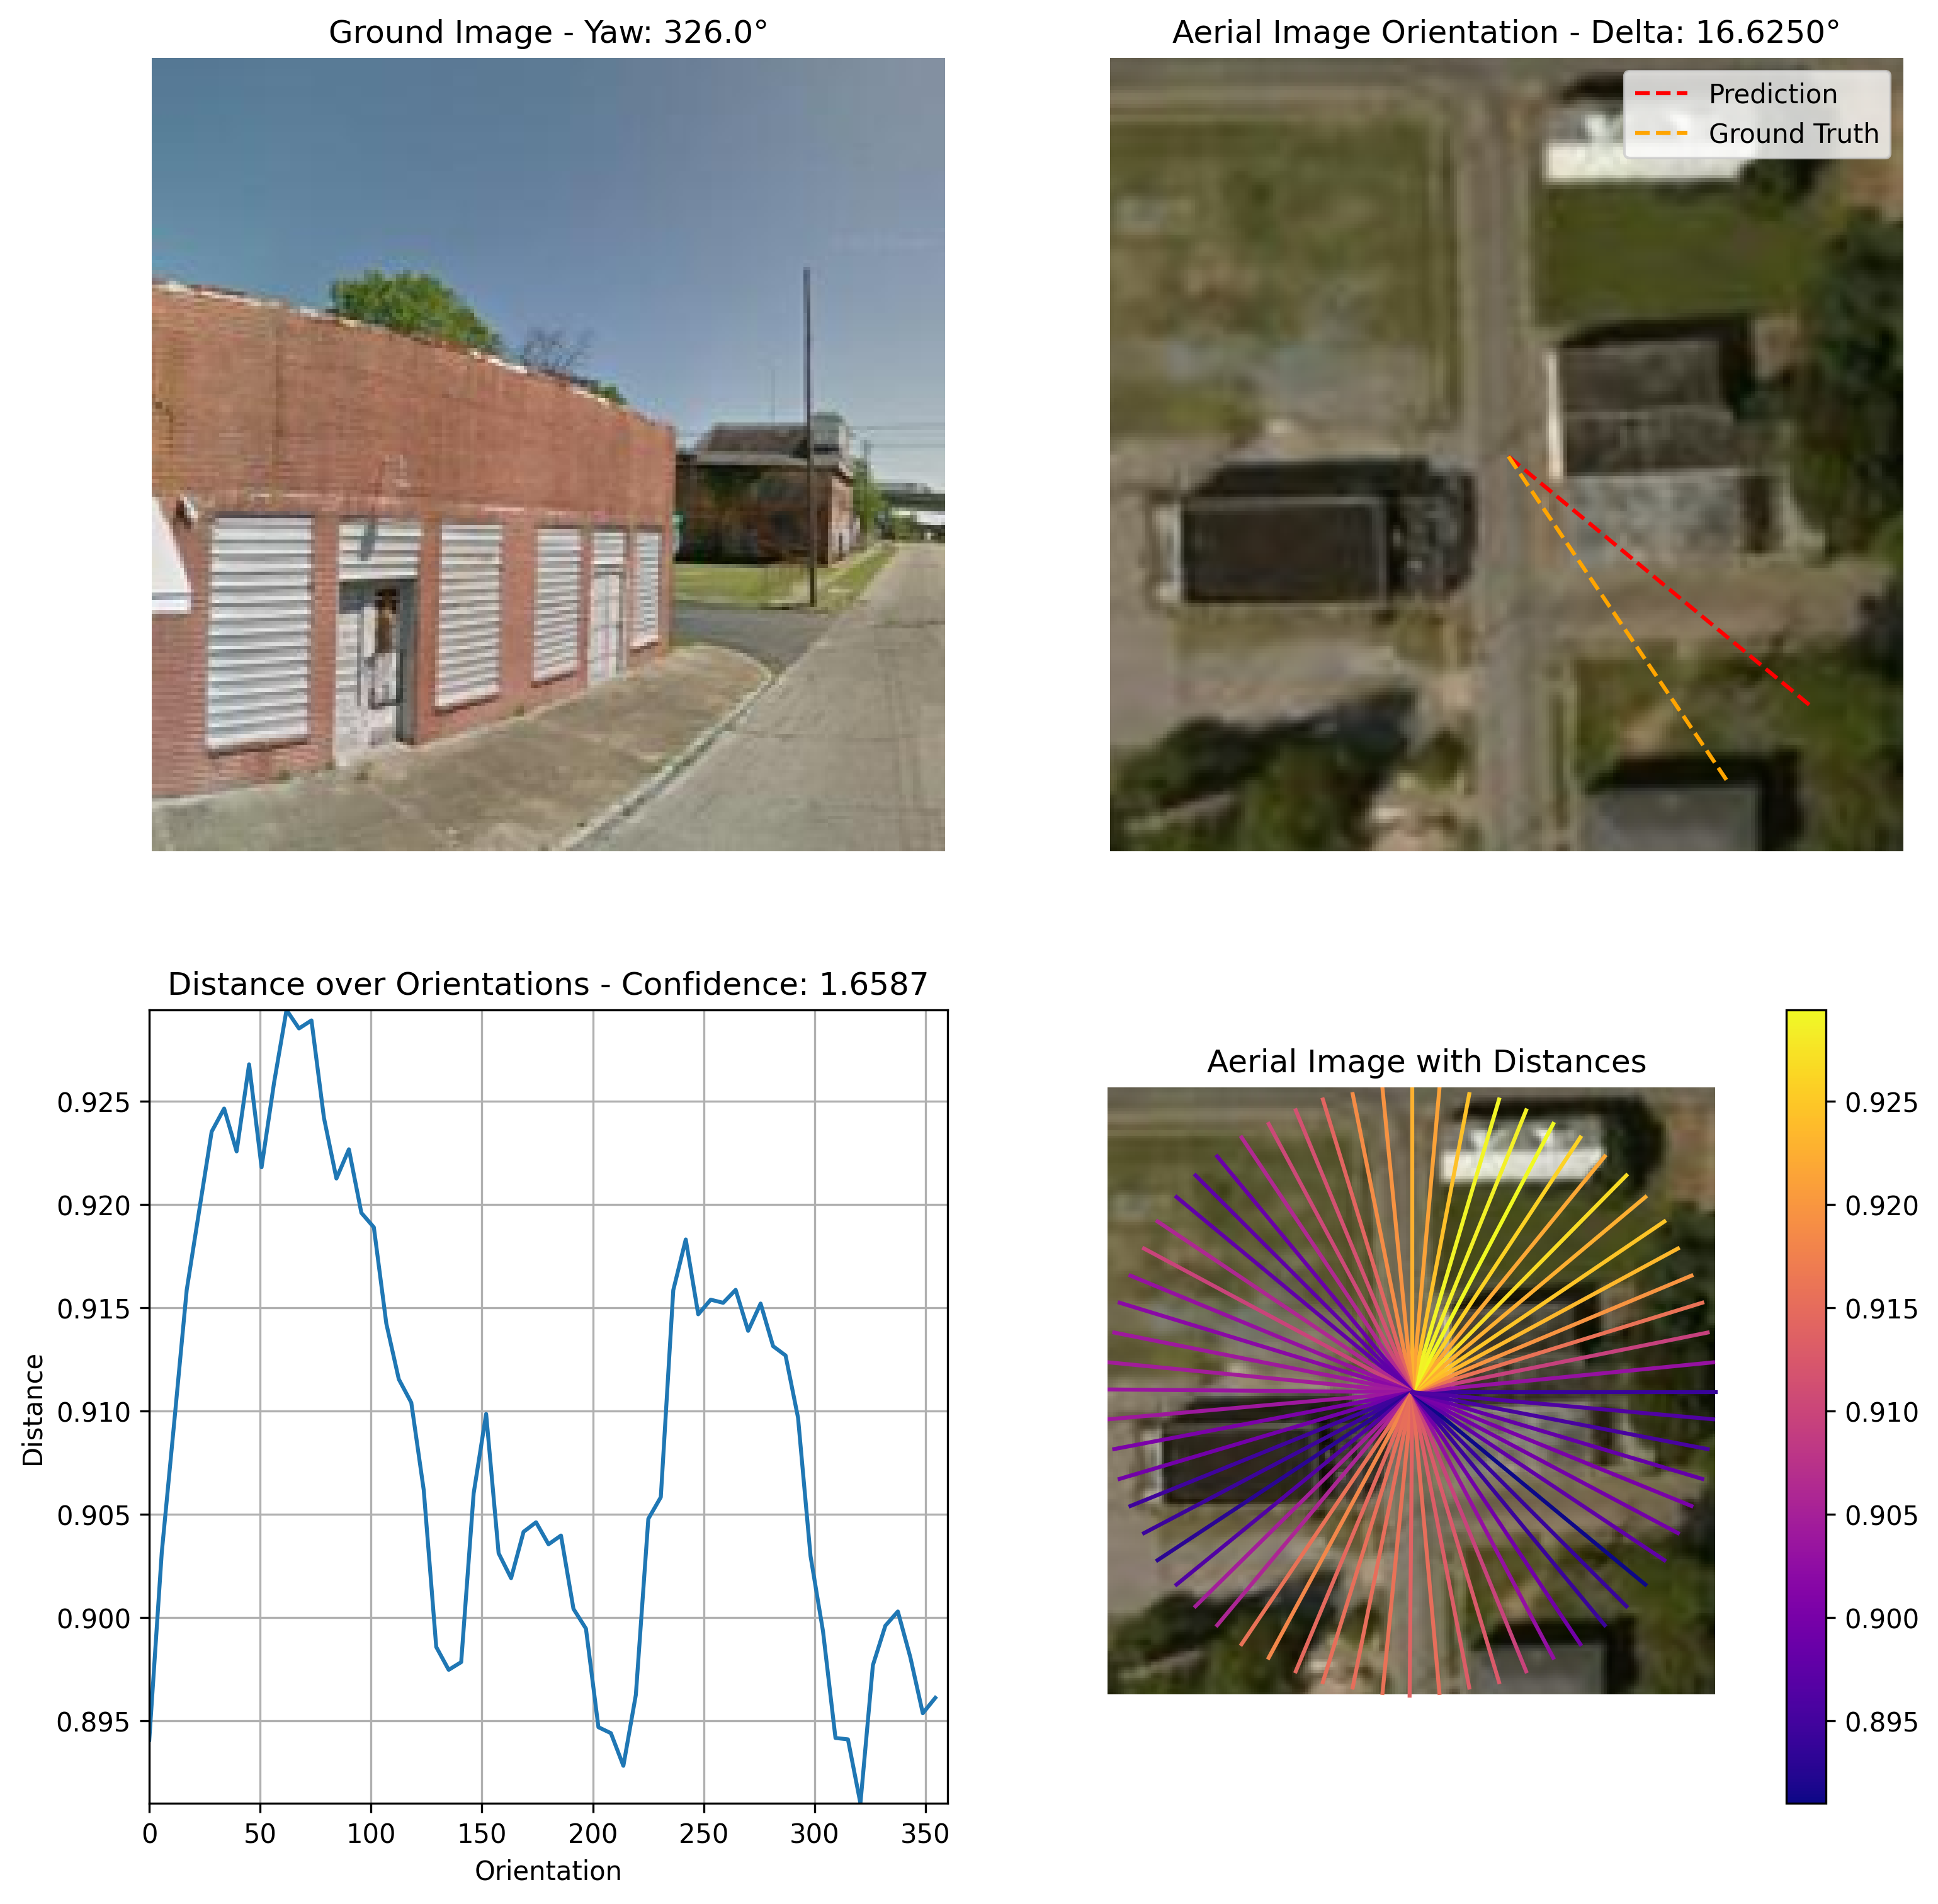 Ground Image - Yaw: 326.0°
Aerial Image Orientation - Delta: 16.6250°
Prediction
Ground Truth
Distance over Orientations - Confidence: 1.6587
0.925
0.920
0.915
0.910
0.905
0.900
0.895
Distance
0 50 100 150 200 250 300 350
Orientation
Aerial Image with Distances
0.925
0.920
0.915
0.910
0.905
0.900
0.895